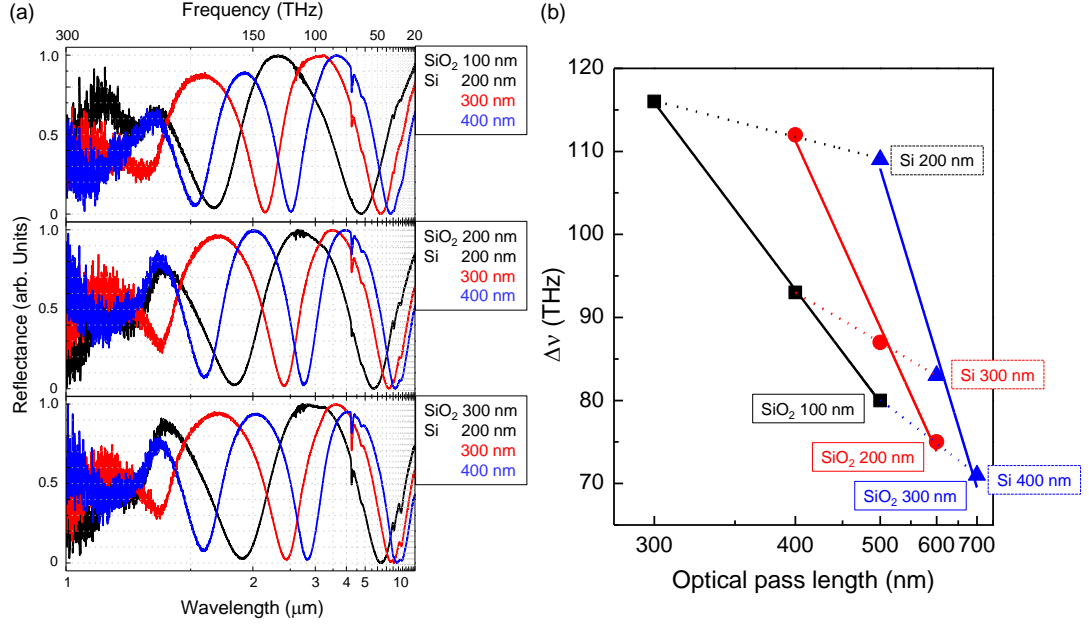 (a)
Frequency (THz)
300 150 100 50 20
Reflectance (arb. Units)
1.0
0.5
0
SiO2 100 nm
Si 200 nm
300 nm
400 nm
1.0
0.5
0
SiO2 200 nm
Si 200 nm
300 nm
400 nm
1.0
0.5
0
SiO2 300 nm
Si 200 nm
300 nm
400 nm
1 2 3 4 5 10
Wavelength (μm)
(b)
Δν (THz)
120
110
100
90
80
70
Si 200 nm
Si 300 nm
SiO2 100 nm
SiO2 200 nm
SiO2 300 nm
Si 400 nm
300 400 500 600 700
Optical pass length (nm)